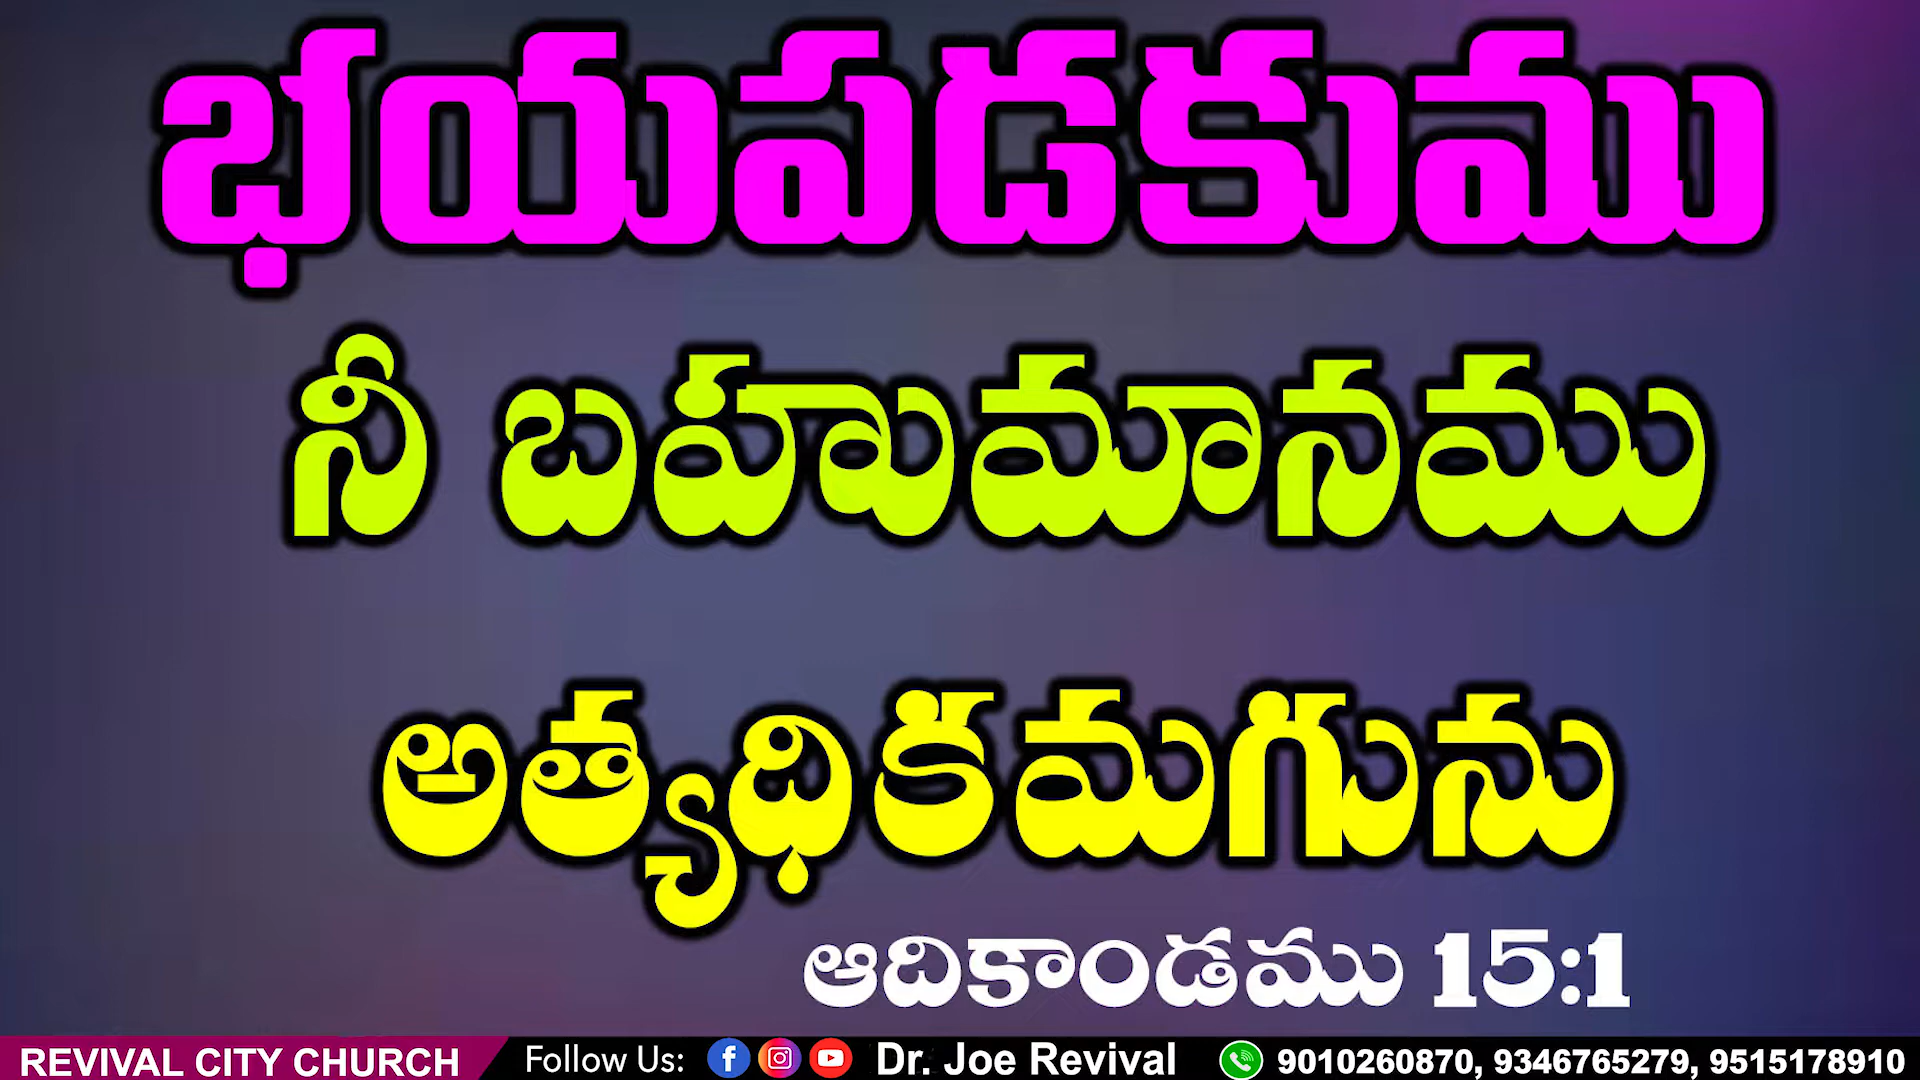 భయపడకుము
నీ బహుమానము
అత్యధికమగును
ఆదికాండము 15:1
REVIVAL CITY CHURCH Follow Us: Dr. Joe Revival 9010260870, 9346765279, 9515178910